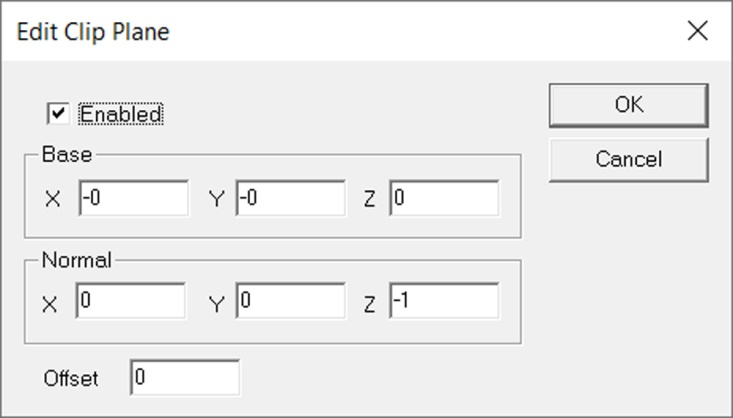 Edit Clip Plane
Enabled
OK
Cancel
Base
X -0 Y -0 Z 0
Normal
X 0 Y 0 Z -1
Offset 0